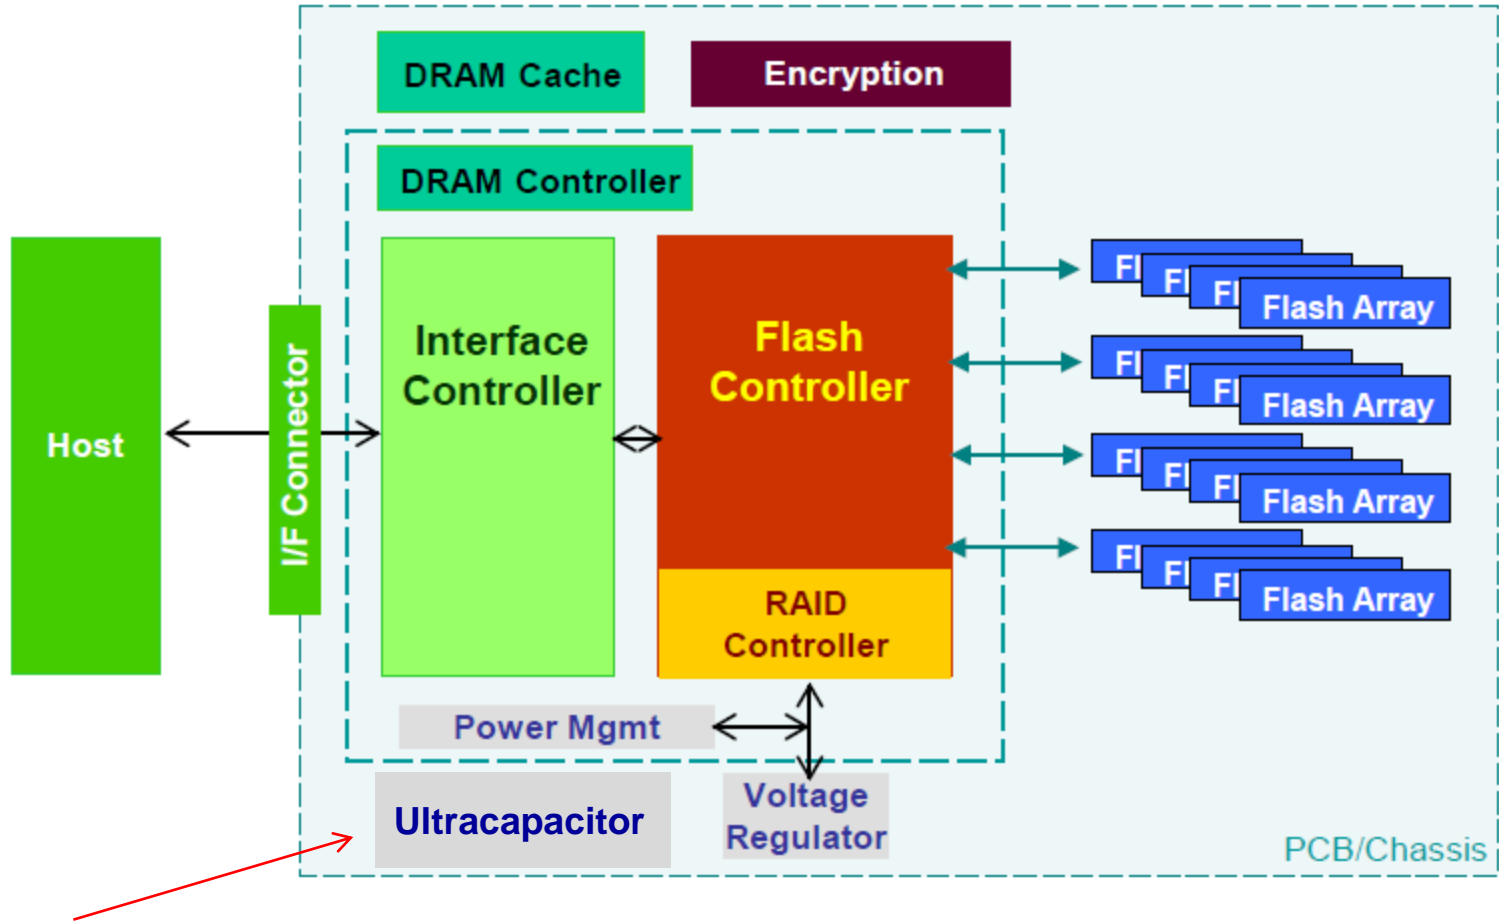 DRAM Cache
Encryption
DRAM Controller
Host
I/F Connector
Interface
Controller
Flash
Controller
RAID
Controller
Fl
Fl
Fl
Flash Array
Fl
Fl
Fl
Flash Array
Fl
Fl
Fl
Flash Array
Fl
Fl
Fl
Flash Array
Power Mgmt
Ultracapacitor
Voltage
Regulator
PCB/Chassis